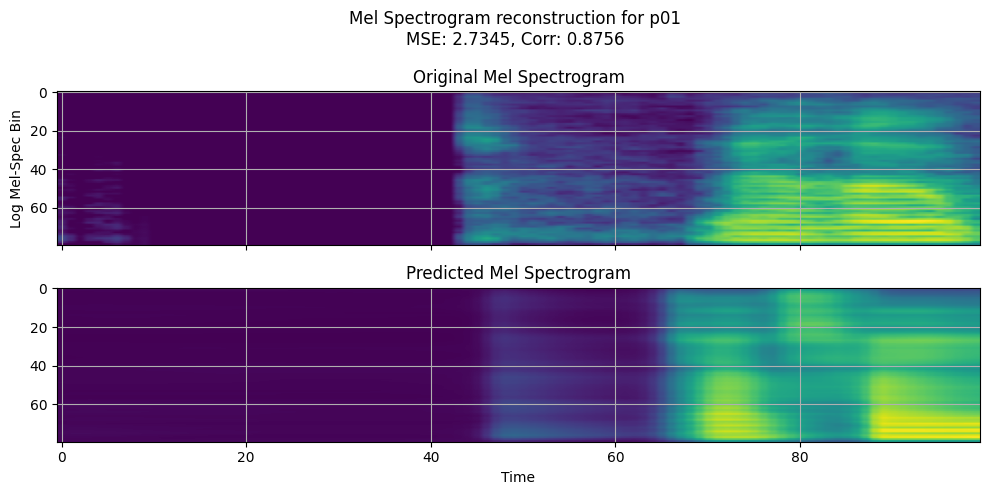 Mel Spectrogram reconstruction for p01
MSE: 2.7345, Corr: 0.8756
Original Mel Spectrogram
Log Mel-Spec Bin
0
20
40
60
Predicted Mel Spectrogram
0
20
40
60
0 20 40 60 80
Time